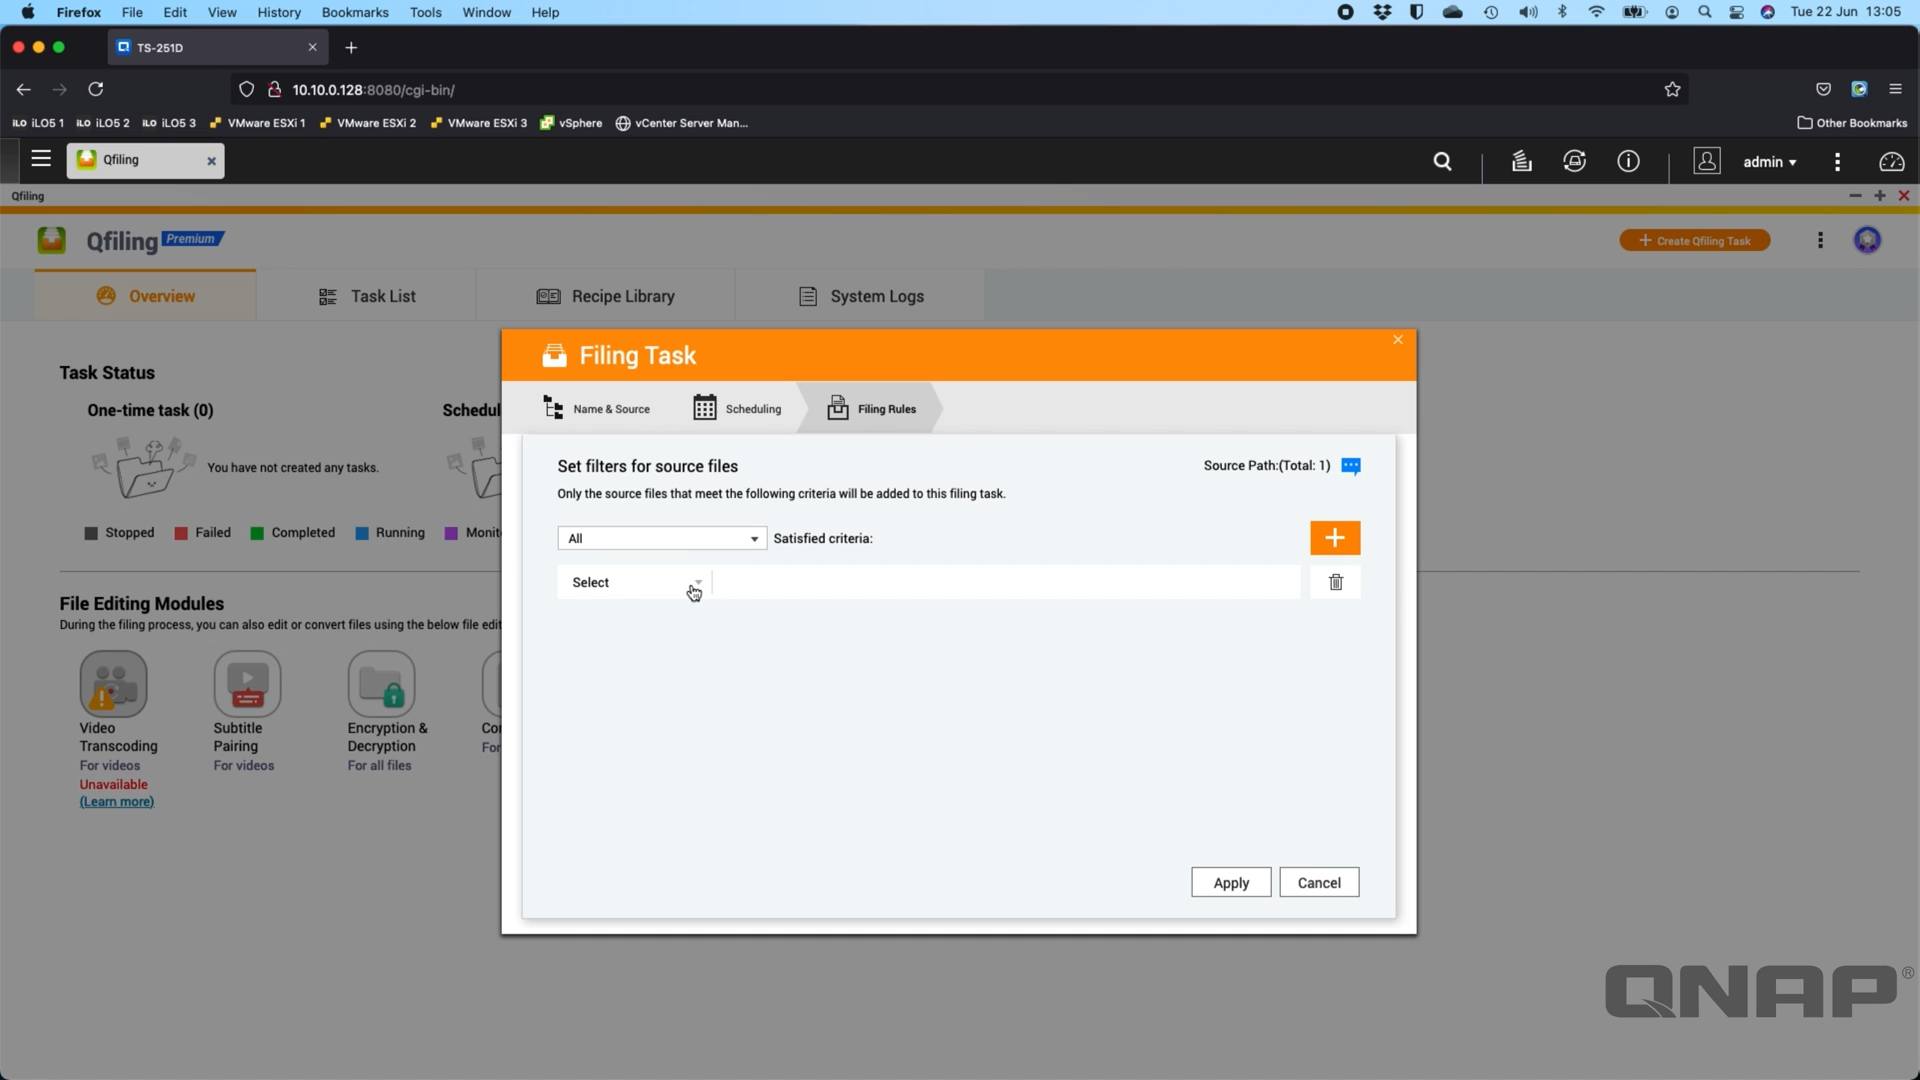 Firefox File Edit View History Bookmarks Tools Window Help
Tue 22 Jun 13:05
TS-251D
10.10.0.128:8080/cgi-bin/
iLO iLO5 1 iLO iLO5 2 iLO iLO5 3 VMware ESXi 1 VMware ESXi 2 VMware ESXi 3 vSphere vCenter Server Man... Other Bookmarks
Qfiling
admin
Qfiling
Qfiling Premium
+ Create Qfiling Task
Overview Task List Recipe Library System Logs
Filing Task
Name & Source Scheduling Filing Rules
Set filters for source files
Source Path:(Total: 1)
Only the source files that meet the following criteria will be added to this filing task.
All Satisfied criteria:
Select
Apply Cancel
Task Status
One-time task (0)
Schedul
You have not created any tasks.
Stopped Failed Completed Running Monit
File Editing Modules
During the filing process, you can also edit or convert files using the below file edit
Video
Transcoding
For videos
Unavailable
(Learn more)
Subtitle
Pairing
For videos
Encryption &
Decryption
For all files
Cor
For
QNAP®